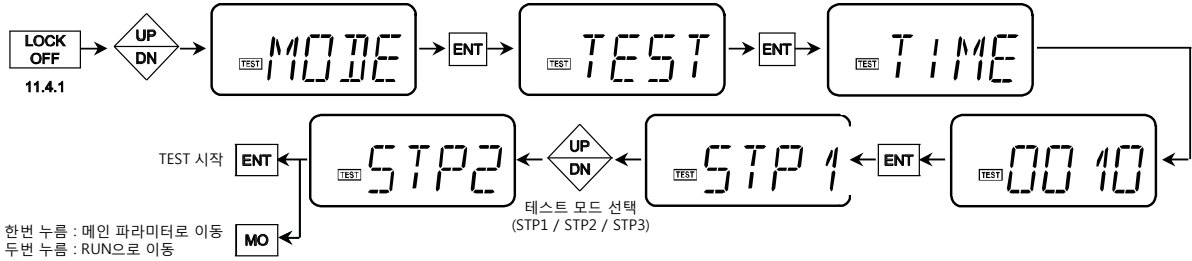 LOCK
OFF
11.4.1
UP
DN
TEST MODE
ENT
TEST TEST
ENT
TEST TIME
TEST 0010
ENT
TEST STP1
UP
DN
테스트 모드 선택
(STP1 / STP2 / STP3)
TEST STP2
TEST 시작
ENT
한번 누름 : 메인 파라미터로 이동
두번 누름 : RUN으로 이동
MO